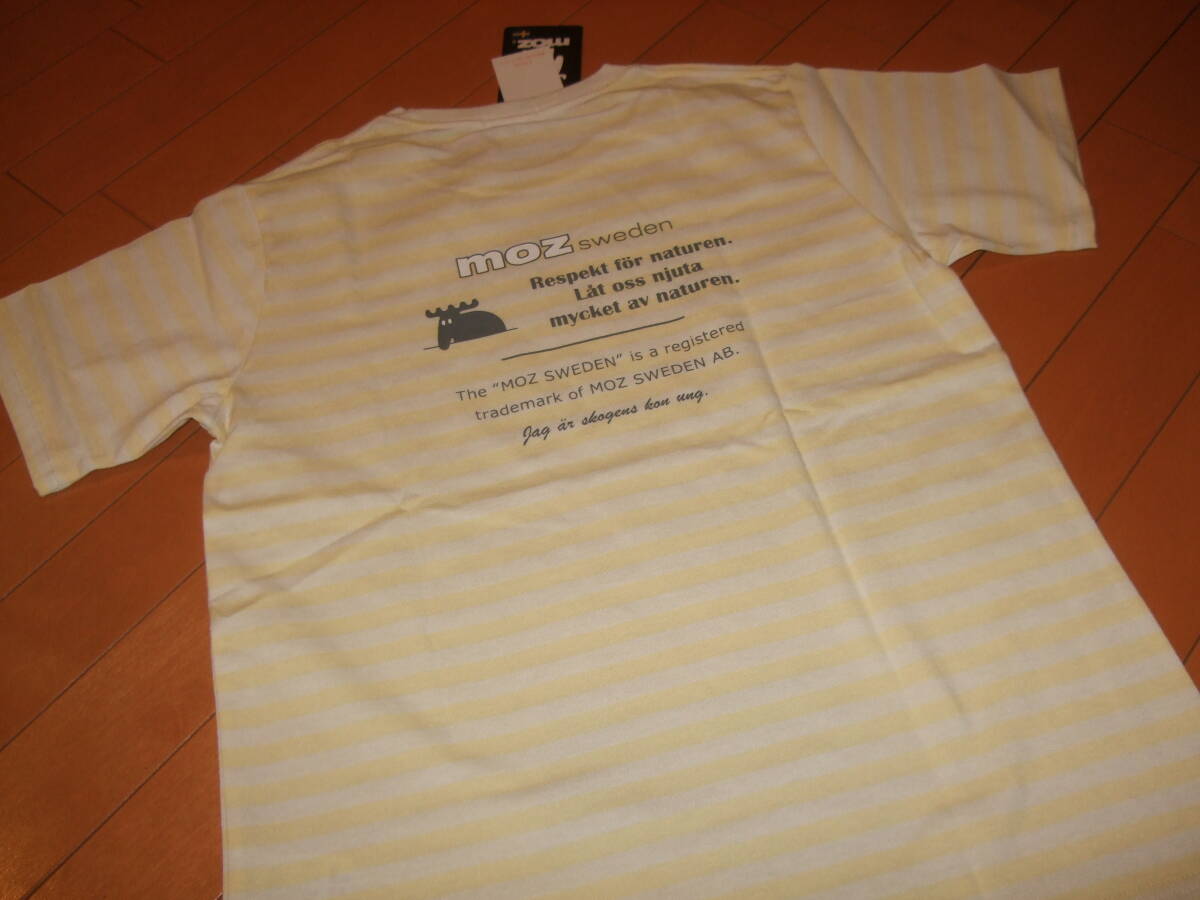 moz
moz sweden
Respekt för naturen.
Låt oss njuta
mycket av naturen.
The "MOZ SWEDEN" is a registered
trademark of MOZ SWEDEN AB.
Jag är skogens kon ung.